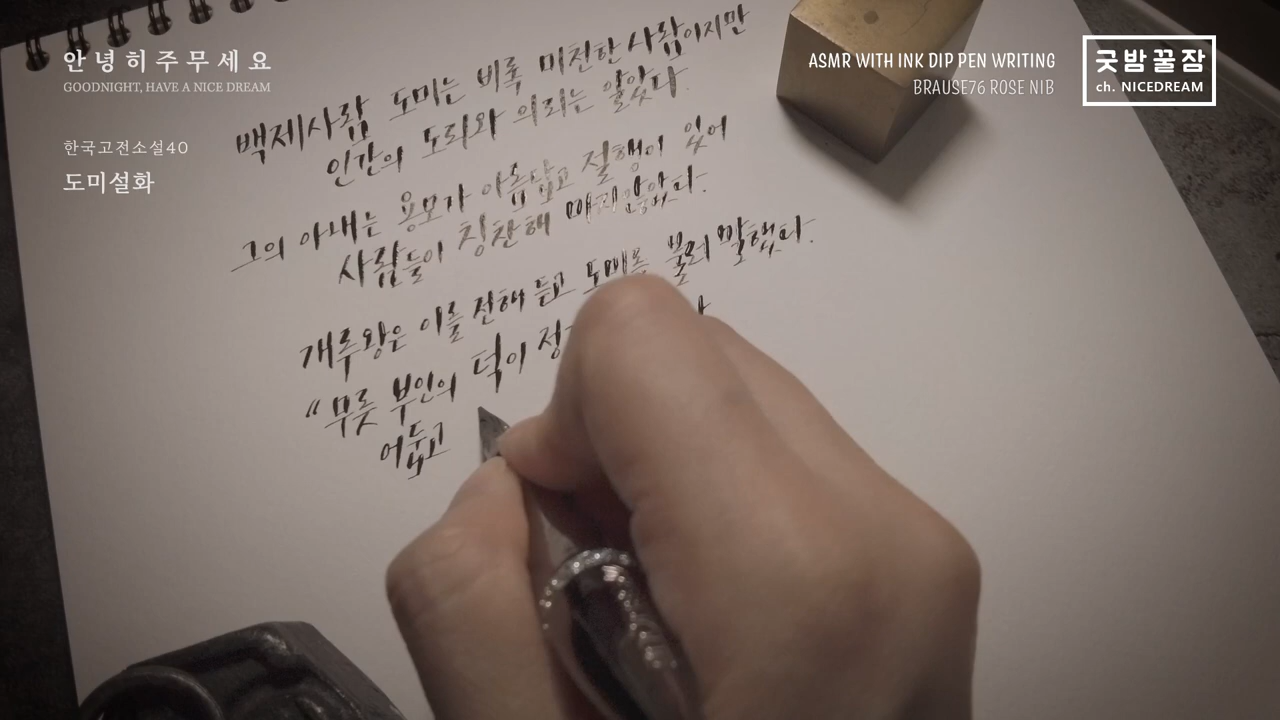 안녕히주무세요
GOODNIGHT, HAVE A NICE DREAM
한국고전소설40
도미설화
ASMR WITH INK DIP PEN WRITING
BRAUSE76 ROSE NIB
굿밤꿀잠
ch. NICEDREAM
백제사람 도미는 비록 미천한 사람이지만
인간의 도리와 의리는 알았다.
그의 아내는 용모가 아름답고 절행이 있어
사람들이 칭찬해 마지않았다.
개루왕은 이를 전해 듣고 도미를 불러 말했다.
“무릇 부인의 덕이 정
어둡고